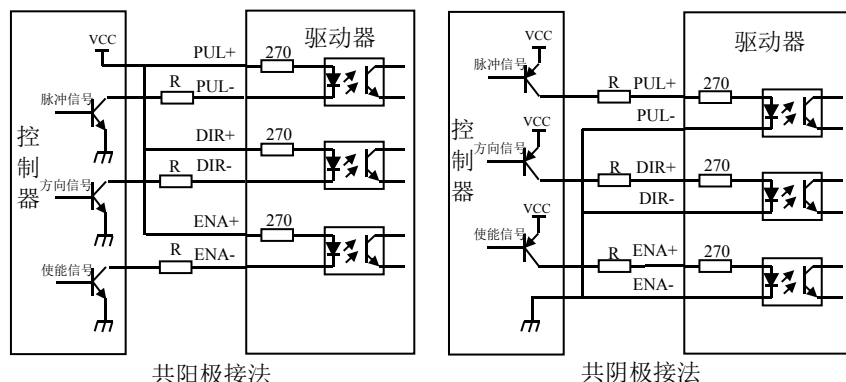 控制器
驱动器
VCC
PUL+
270
脉冲信号
R
PUL-
DIR+
270
方向信号
R
DIR-
ENA+
270
使能信号
R
ENA-
共阳极接法
控制器
驱动器
VCC
脉冲信号
R
PUL+
270
PUL-
VCC
方向信号
R
DIR+
270
DIR-
VCC
使能信号
R
ENA+
270
ENA-
共阴极接法